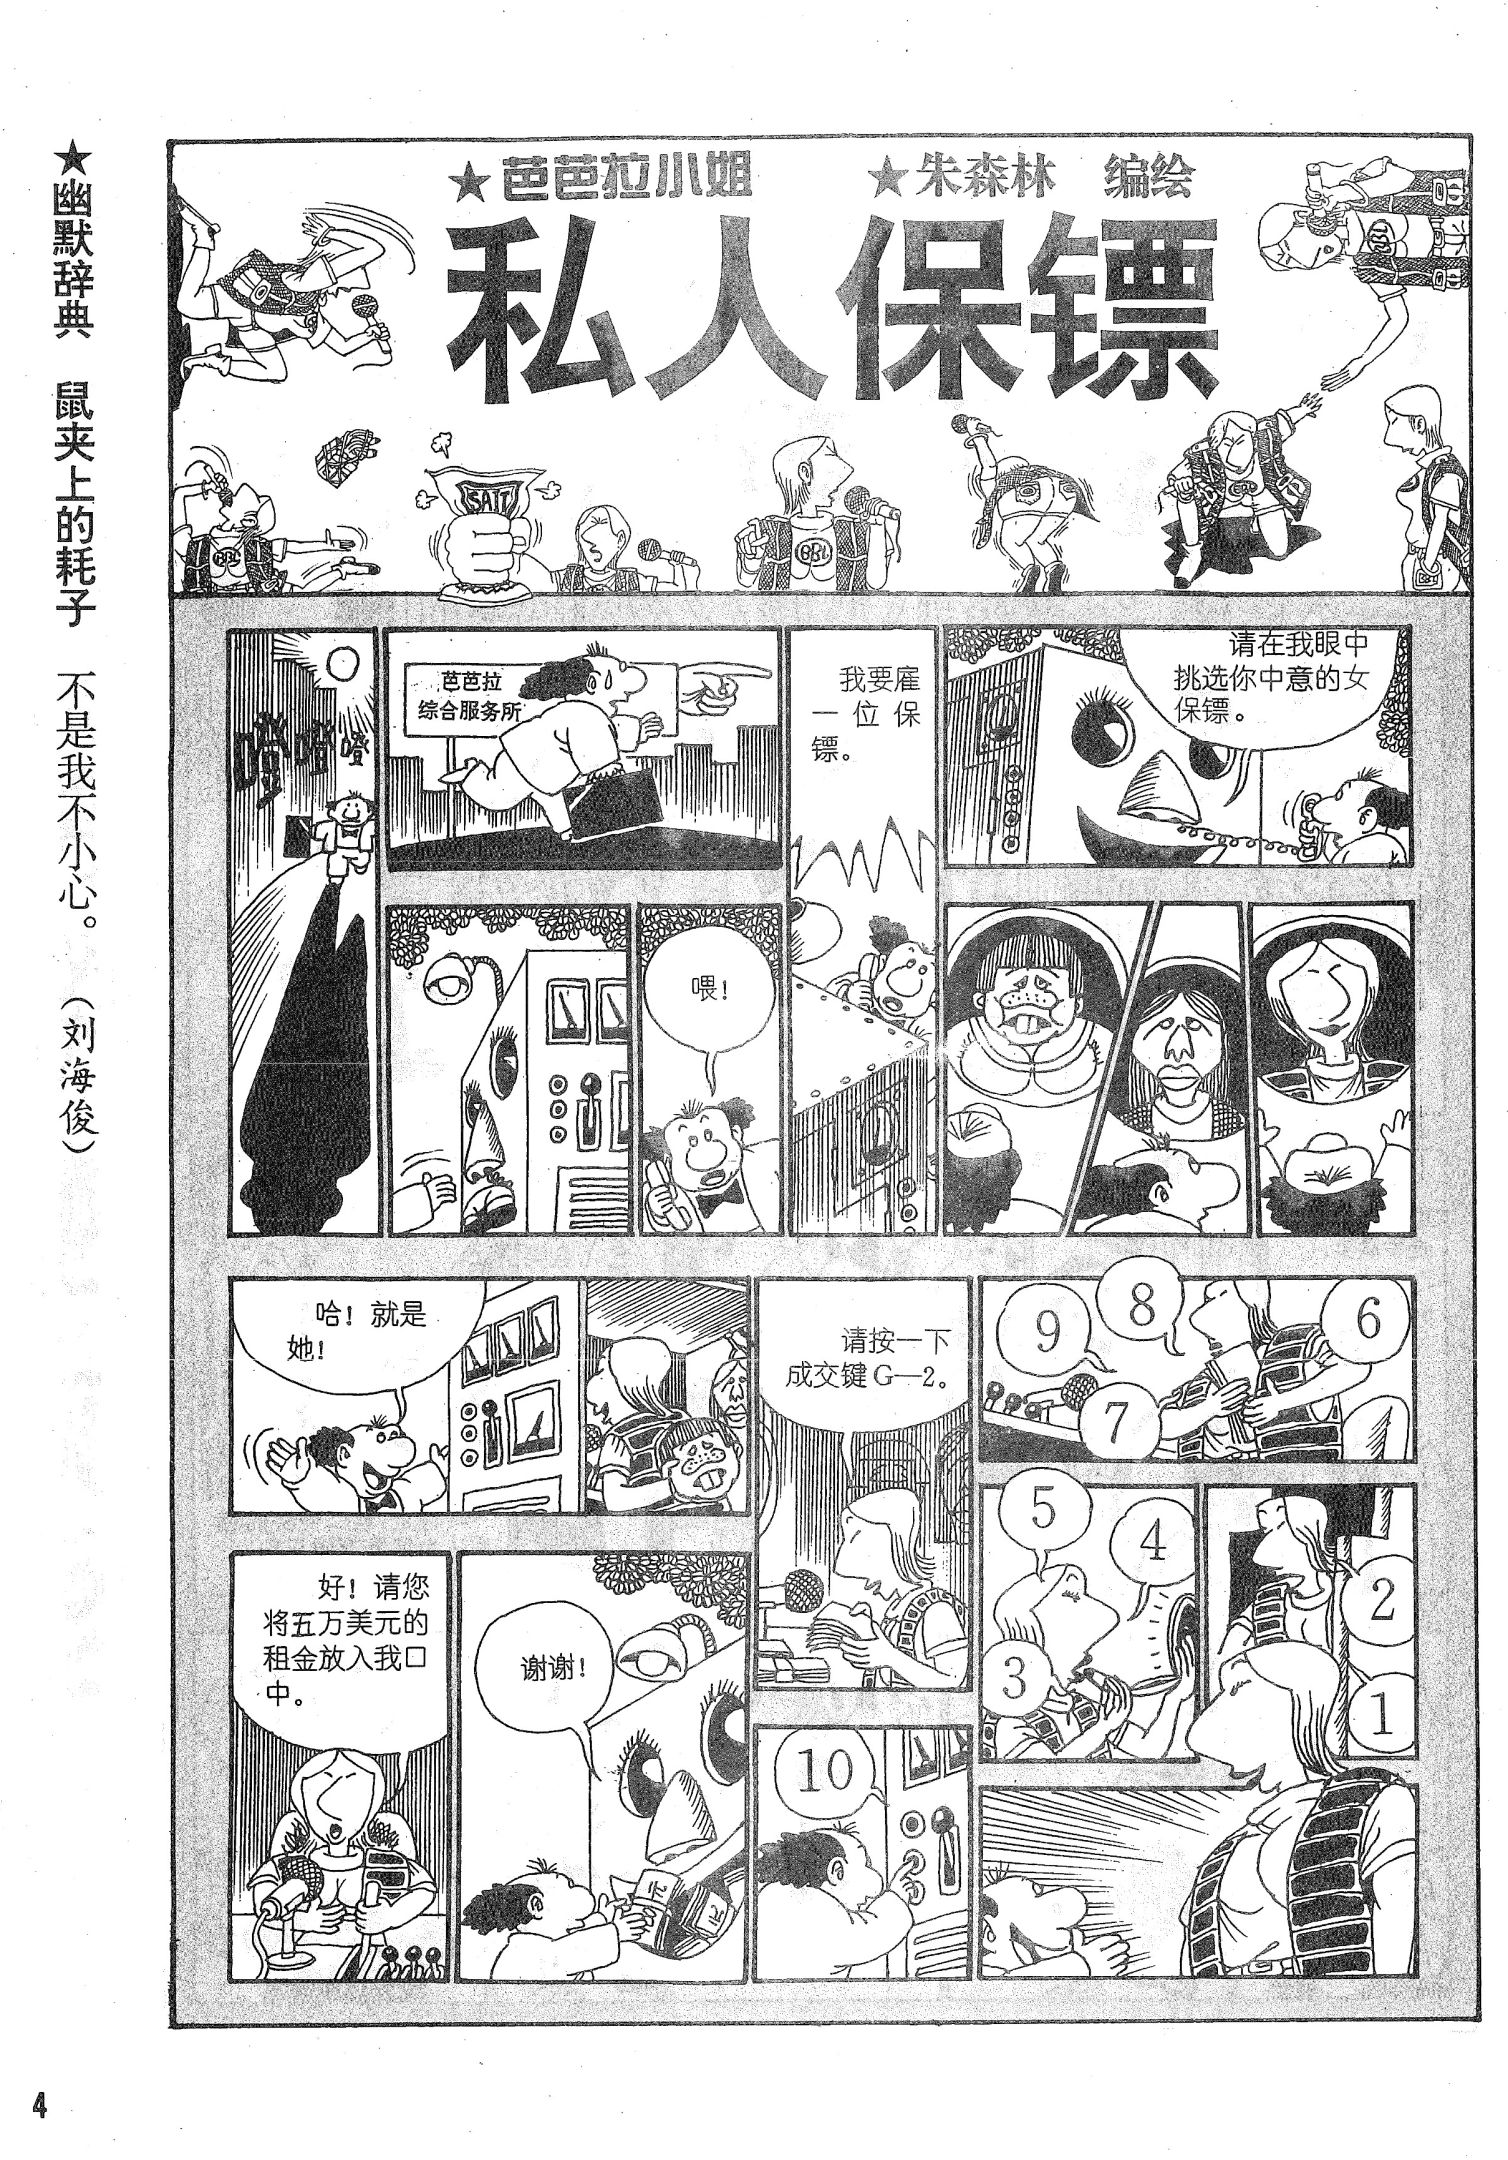 ★芭芭拉小姐
★朱森林 编绘
私人保镖
BBL
SATT
BBL
BBL
噔噔噔
芭芭拉
综合服务所
喂！
我要雇
一位保
镖。
请在我眼中
挑选你中意的女
保镖。
哈！就是
她！
好！请您
将五万美元的
租金放入我口
中。
谢谢！
元
请按一下
成交键G—2。
10
9
8
7
6
5
4
3
2
1
★幽默辞典 鼠夹上的耗子 不是我不小心。（刘海俊）
4